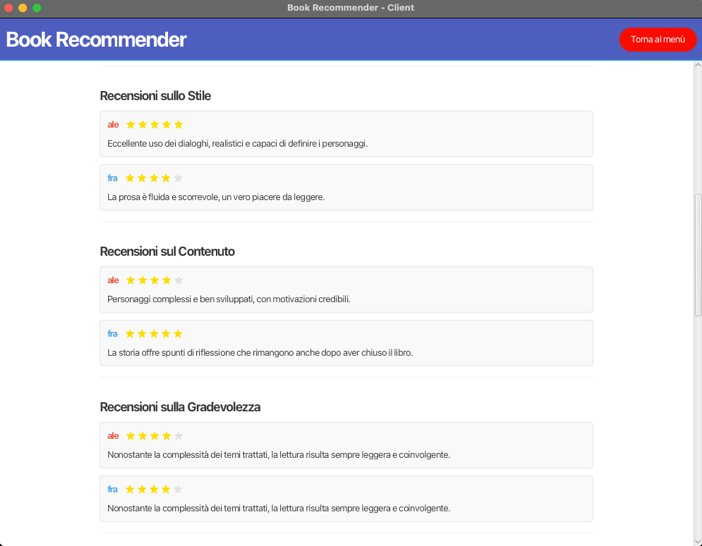 Book Recommender - Client
Book Recommender
Torna al menù
Recensioni sullo Stile
ale
Eccellente uso dei dialoghi, realistici e capaci di definire i personaggi.
fra
La prosa è fluida e scorrevole, un vero piacere da leggere.
Recensioni sul Contenuto
ale
Personaggi complessi e ben sviluppati, con motivazioni credibili.
fra
La storia offre spunti di riflessione che rimangono anche dopo aver chiuso il libro.
Recensioni sulla Gradevolezza
ale
Nonostante la complessità dei temi trattati, la lettura risulta sempre leggera e coinvolgente.
fra
Nonostante la complessità dei temi trattati, la lettura risulta sempre leggera e coinvolgente.